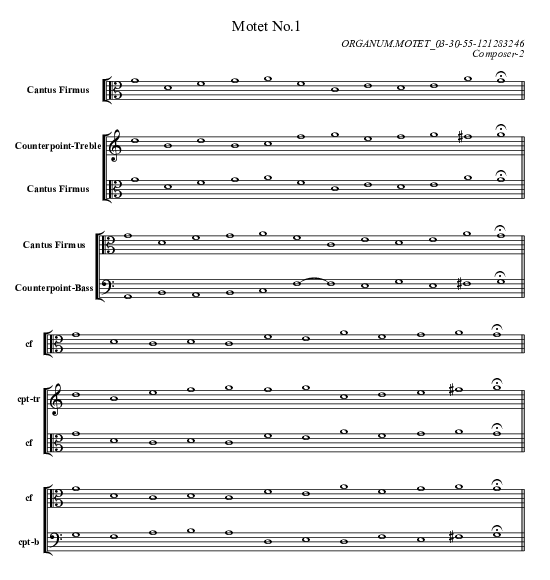 Motet No.1
ORGANUM.MOTET_03-30-55-121283246
Composer-2
Cantus Firmus
Counterpoint-Treble
Cantus Firmus
Cantus Firmus
Counterpoint-Bass
cf
cpt-tr
cf
cf
cpt-b